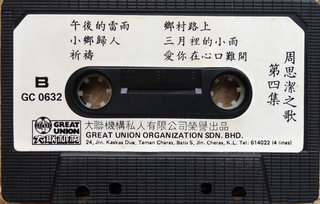 午後的雷雨
小鄉歸人
祈禱
鄉村路上
三月裡的小雨
愛你在心口難開
周思潔之歌
第四集
B
GC 0632
GREAT
UNION
大聯機構私人有限公司榮譽出品
GREAT UNION ORGANIZATION SDN. BHD.
24, Jln. Kaskas Dua, Taman Cheras, Batu 5, Jln. Cheras, K.L. Tel: 614022 (4 lines)